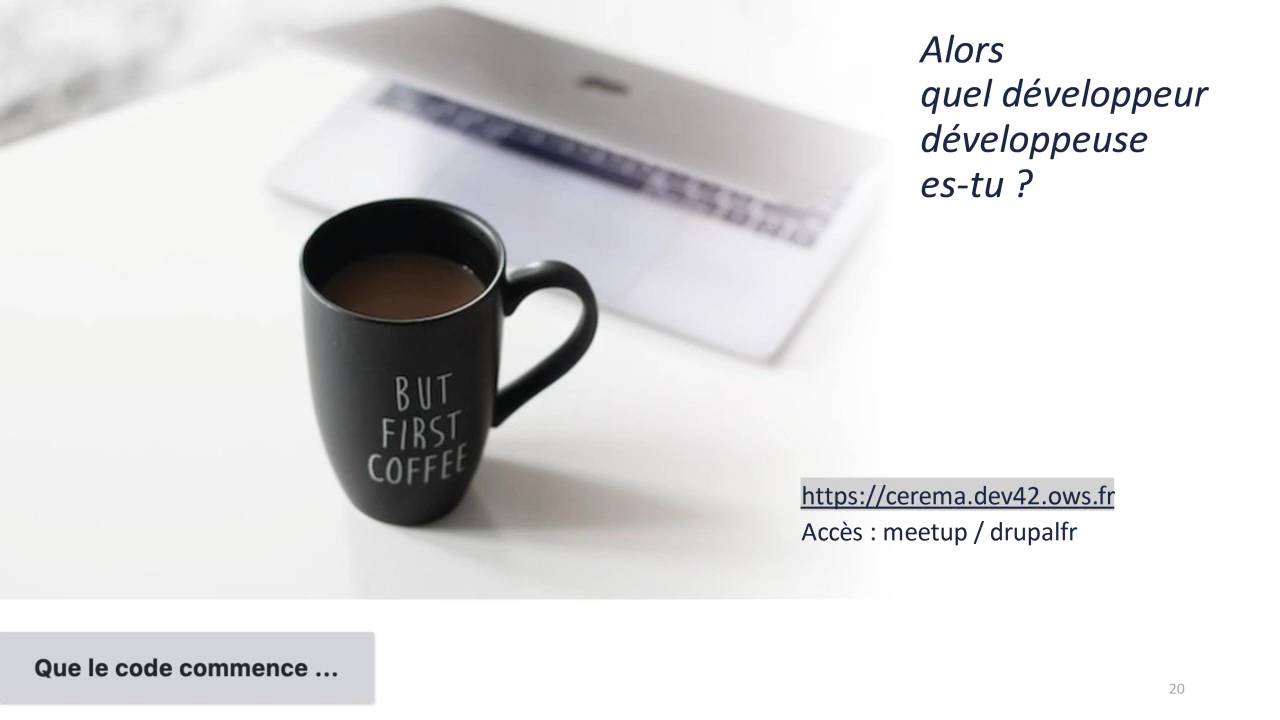 Alors
quel développeur
développeuse
es-tu ?
BUT
FIRST
COFFEE
https://cerema.dev42.ows.fr
Accès : meetup / drupalfr
Que le code commence ...
20